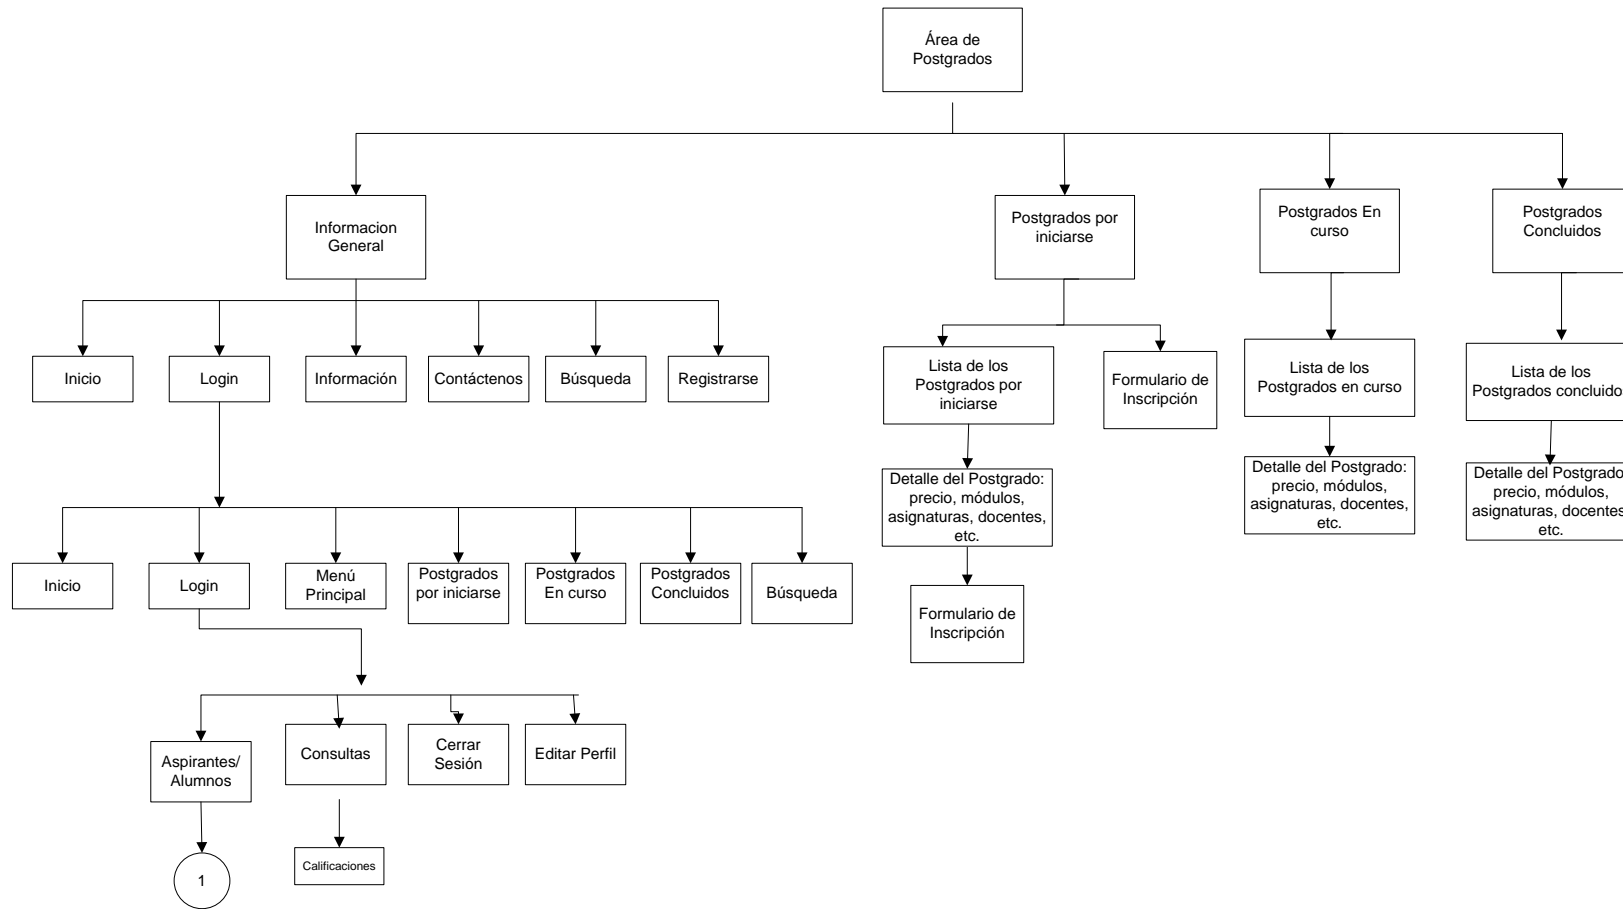 Área de
Postgrados
Informacion
General
Postgrados por
iniciarse
Postgrados En
curso
Postgrados
Concluidos
Inicio
Login
Información
Contáctenos
Búsqueda
Registrarse
Lista de los
Postgrados por
iniciarse
Formulario de
Inscripción
Lista de los
Postgrados en curso
Lista de los
Postgrados concluido
Detalle del Postgrado:
precio, módulos,
asignaturas, docentes,
etc.
Detalle del Postgrado:
precio, módulos,
asignaturas, docentes,
etc.
Detalle del Postgrado
precio, módulos,
asignaturas, docentes
etc.
Inicio
Login
Menú
Principal
Postgrados
por iniciarse
Postgrados
En curso
Postgrados
Concluidos
Búsqueda
Formulario de
Inscripción
Aspirantes/
Alumnos
Consultas
Cerrar
Sesión
Editar Perfil
1
Calificaciones